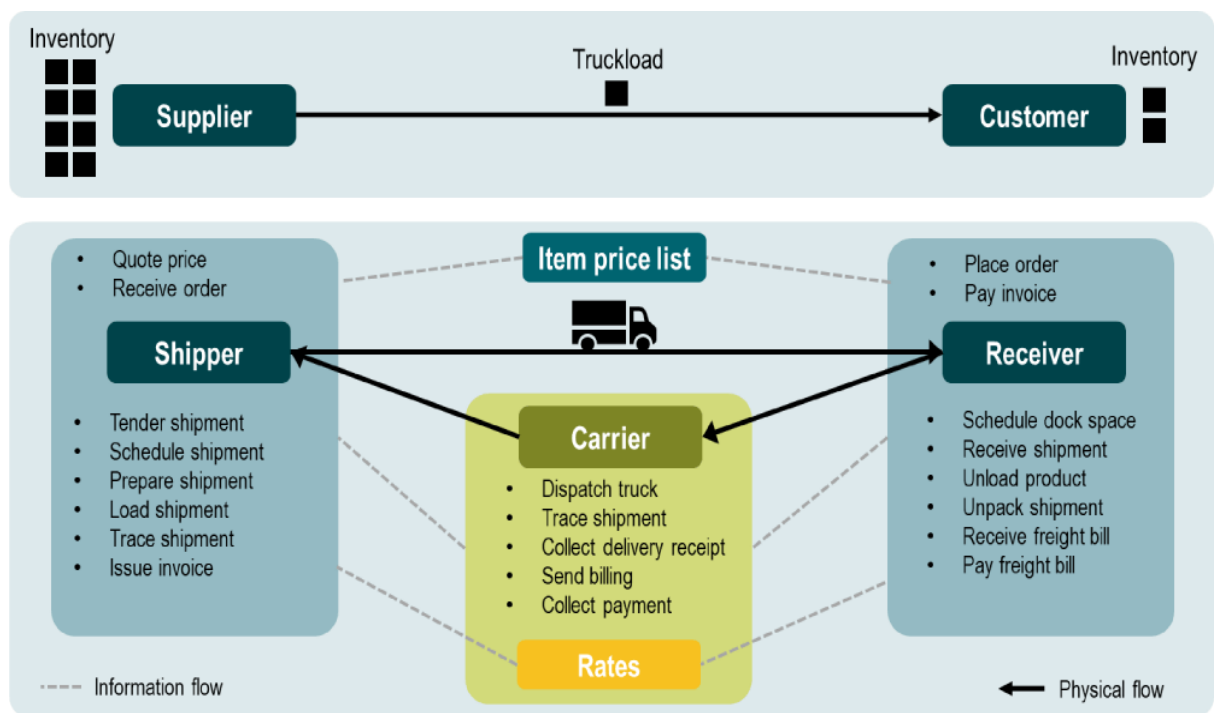 Inventory
Truckload
Inventory
Supplier
Customer
• Quote price
• Receive order
Item price list
• Place order
• Pay invoice
Shipper
Receiver
• Tender shipment
• Schedule shipment
• Prepare shipment
• Load shipment
• Trace shipment
• Issue invoice
Carrier
• Dispatch truck
• Trace shipment
• Collect delivery receipt
• Send billing
• Collect payment
Rates
• Schedule dock space
• Receive shipment
• Unload product
• Unpack shipment
• Receive freight bill
• Pay freight bill
Information flow
Physical flow